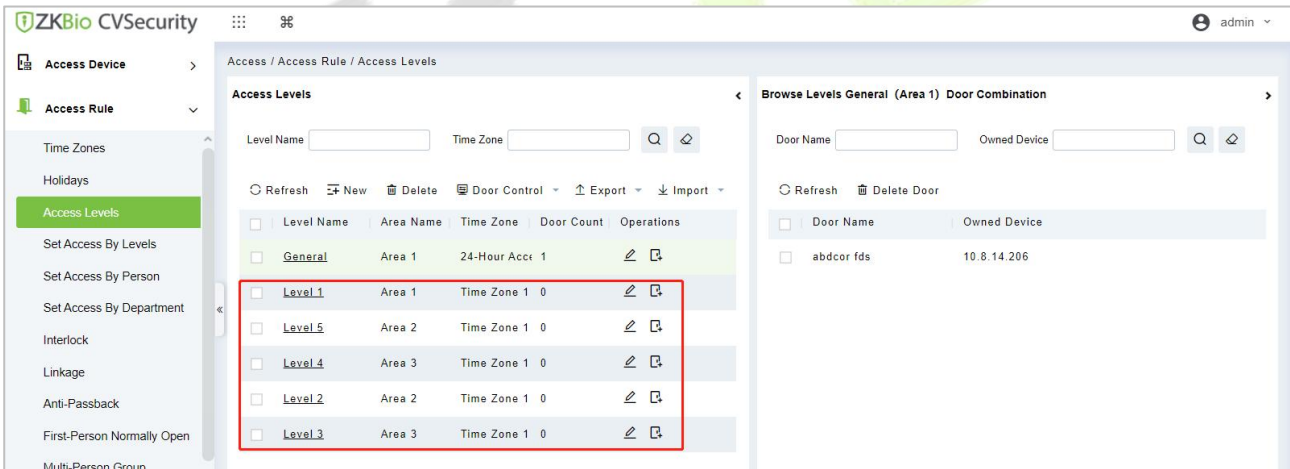 ZKBio CVSecurity
admin
Access Device
Access Rule
Time Zones
Holidays
Access Levels
Set Access By Levels
Set Access By Person
Set Access By Department
Interlock
Linkage
Anti-Passback
First-Person Normally Open
Multi-Person Group
Access / Access Rule / Access Levels
Access Levels
Level Name Time Zone
Refresh New Delete Door Control Export Import
Level Name Area Name Time Zone Door Count Operations
General Area 1 24-Hour Acce 1
Level 1 Area 1 Time Zone 1 0
Level 5 Area 2 Time Zone 1 0
Level 4 Area 3 Time Zone 1 0
Level 2 Area 2 Time Zone 1 0
Level 3 Area 3 Time Zone 1 0
Browse Levels General (Area 1) Door Combination
Door Name Owned Device
Refresh Delete Door
Door Name Owned Device
abdcor fds 10.8.14.206